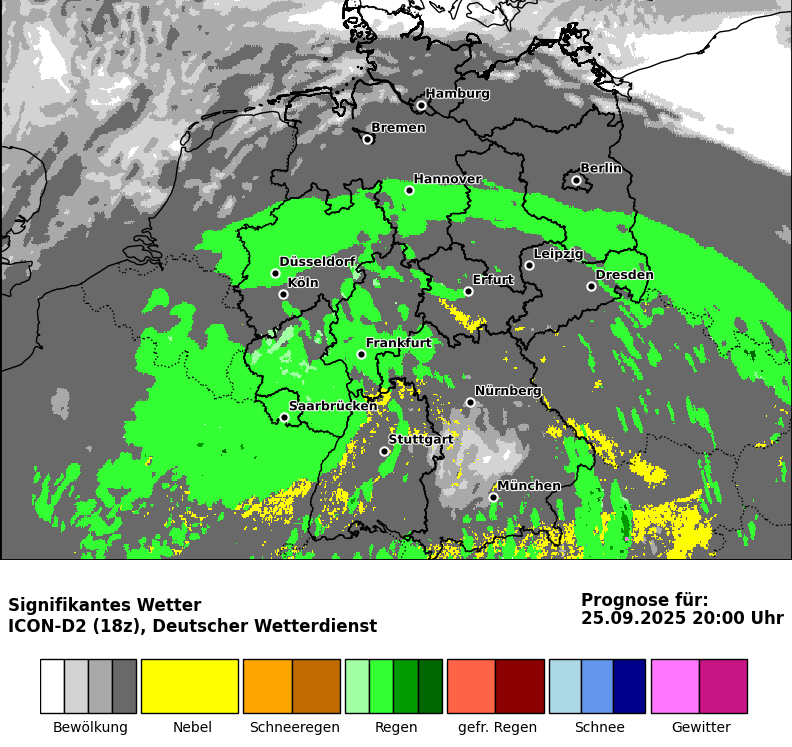 Hamburg
Bremen
Berlin
Hannover
Leipzig
Düsseldorf
Dresden
Köln
Erfurt
Frankfurt
Nürnberg
Saarbrücken
Stuttgart
München
Signifikantes Wetter
ICON-D2 (18z), Deutscher Wetterdienst
Prognose für:
25.09.2025 20:00 Uhr
Bewölkung Nebel Schneeregen Regen gefr. Regen Schnee Gewitter